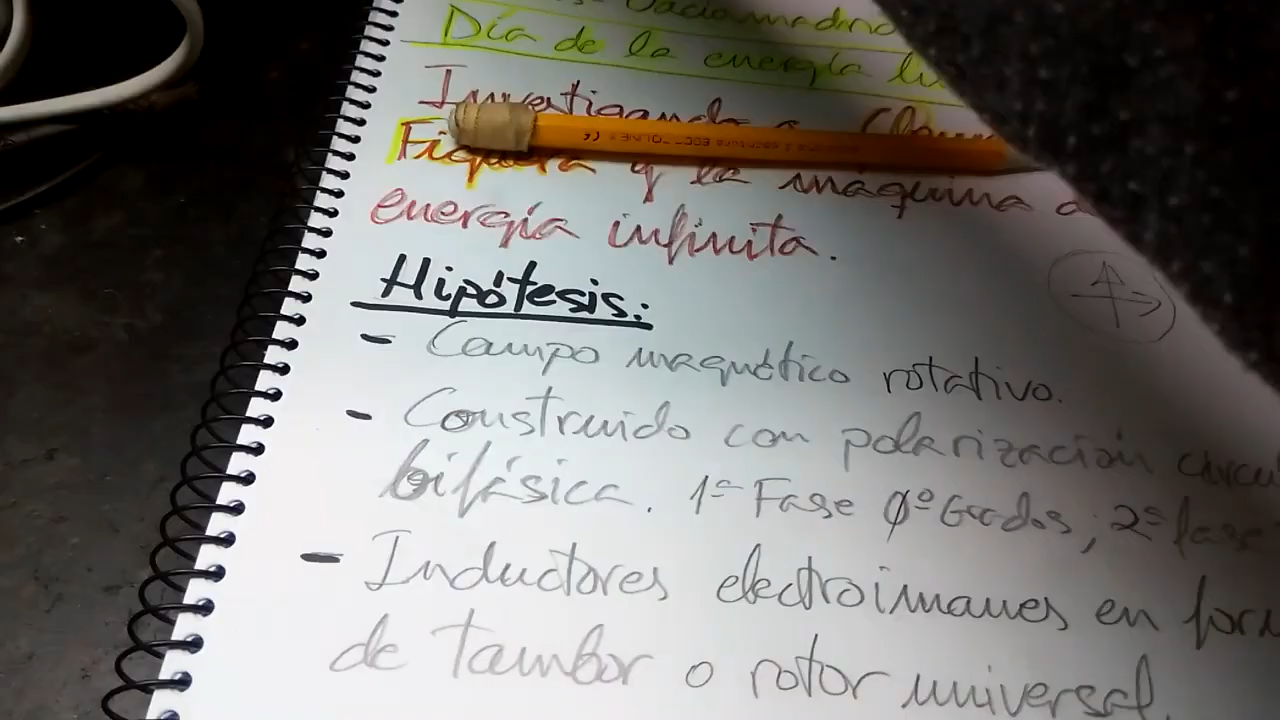 Día de la energía
Investigando a
Figuera y la máquina
energía infinita.
Hipótesis:
- Campo magnético rotativo.
- Construido con polarización
bifásica. 1ª Fase 0º Grados, 2ª fase
- Inductores electroimanes en
de tambor o rotor universal.